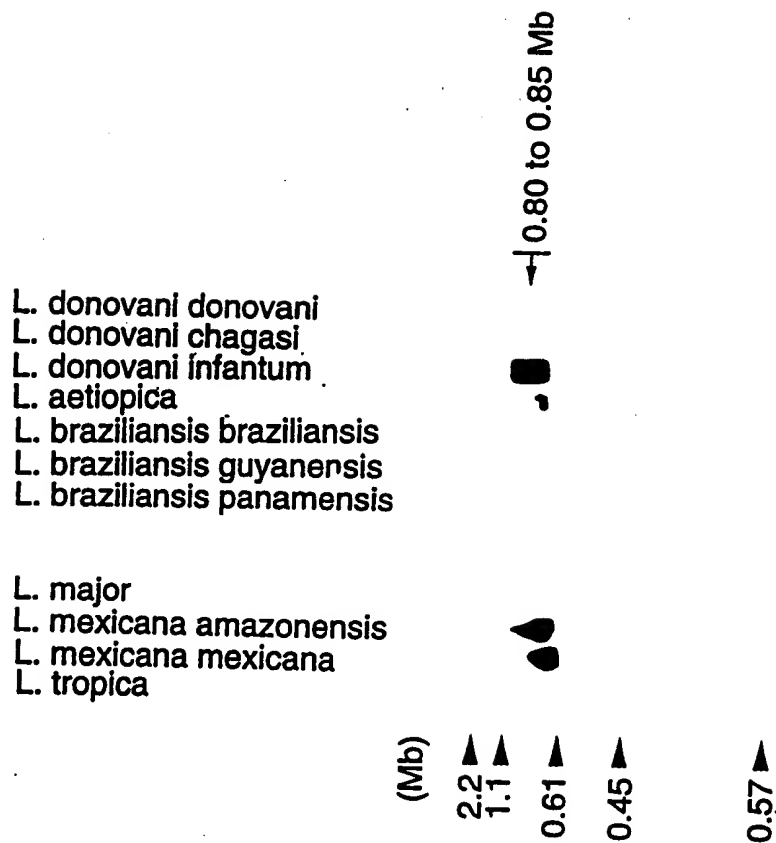 0.80 to 0.85 Mb
L. donovani donovani
L. donovani chagasi
L. donovani infantum
L. aetiopica
L. braziliansis braziliansis
L. braziliansis guyanensis
L. braziliansis panamensis
L. major
L. mexicana amazonensis
L. mexicana mexicana
L. tropica
(Mb)
2.2
1.1
0.61
0.45
0.57